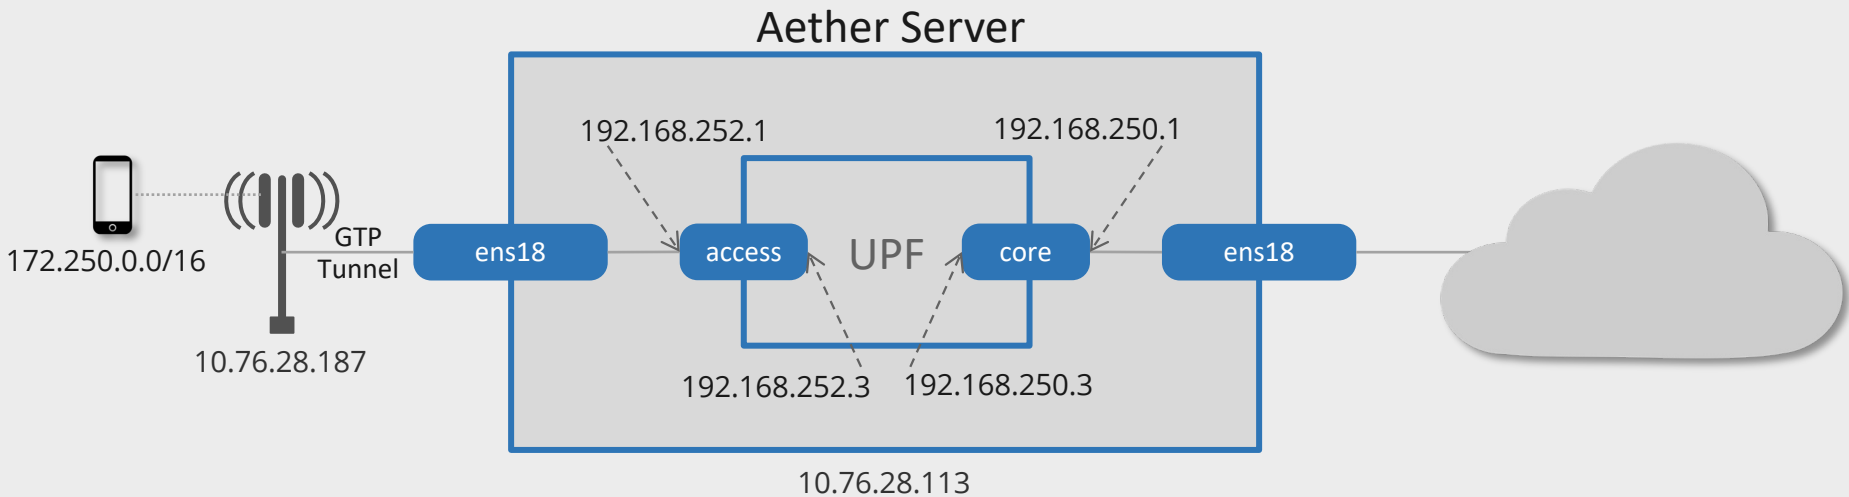 Aether Server
192.168.252.1
192.168.250.1
172.250.0.0/16
GTP
Tunnel
ens18
access
UPF
core
ens18
10.76.28.187
192.168.252.3
192.168.250.3
10.76.28.113